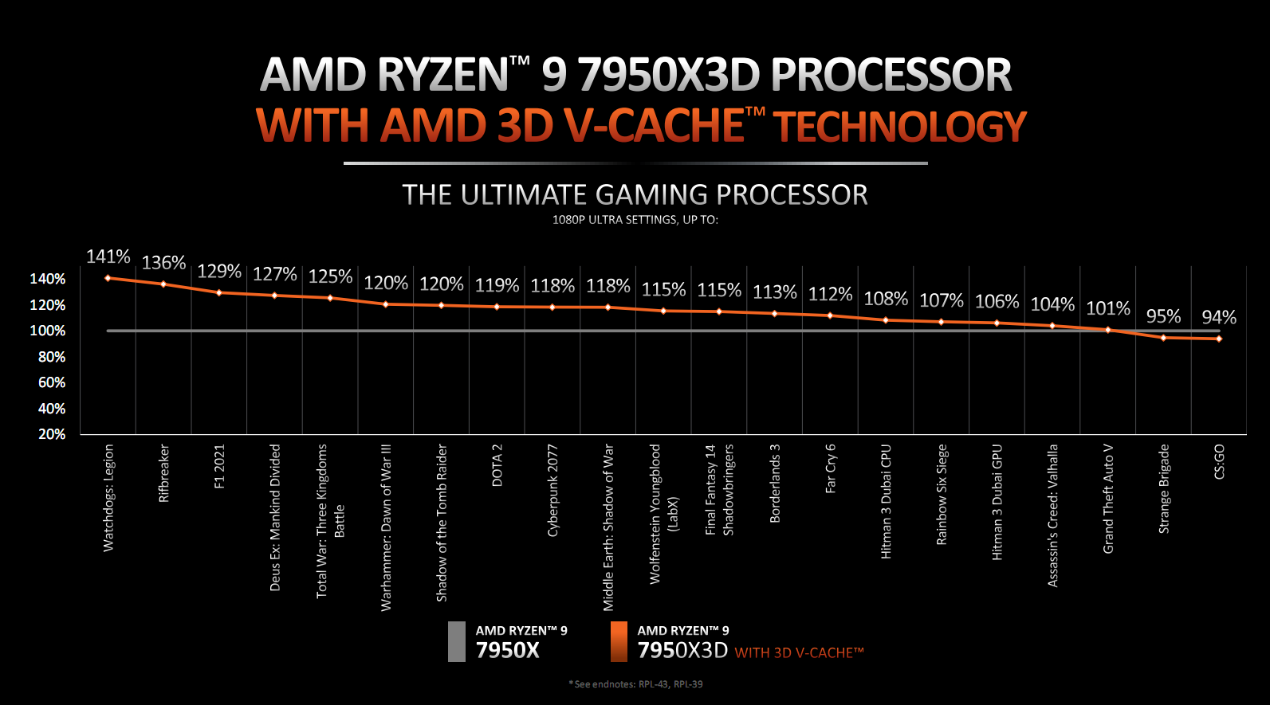 AMD RYZEN™ 9 7950X3D PROCESSOR
WITH AMD 3D V-CACHE™ TECHNOLOGY
THE ULTIMATE GAMING PROCESSOR
1080P ULTRA SETTINGS, UP TO:
141% 136% 129% 127% 125% 120% 120% 119% 118% 118% 115% 115% 113% 112% 108% 107% 106% 104% 101% 95% 94%
140%
120%
100%
80%
60%
40%
20%
Watchdogs: Legion
Rifbreaker
F1 2021
Deus Ex: Mankind Divided
Total War: Three Kingdoms
Battle
Warhammer: Dawn of War III
Shadow of the Tomb Raider
DOTA 2
Cyberpunk 2077
Middle Earth: Shadow of War
Wolfenstein Youngblood
(LabX)
Final Fantasy 14
Shadowbringers
Borderlands 3
Far Cry 6
Hitman 3 Dubai CPU
Rainbow Six Siege
Hitman 3 Dubai GPU
Assassin's Creed: Valhalla
Grand Theft Auto V
Strange Brigade
CS:GO
AMD RYZEN™ 9
7950X
AMD RYZEN™ 9
7950X3D WITH 3D V-CACHE™
*See endnotes: RPL-43, RPL-39